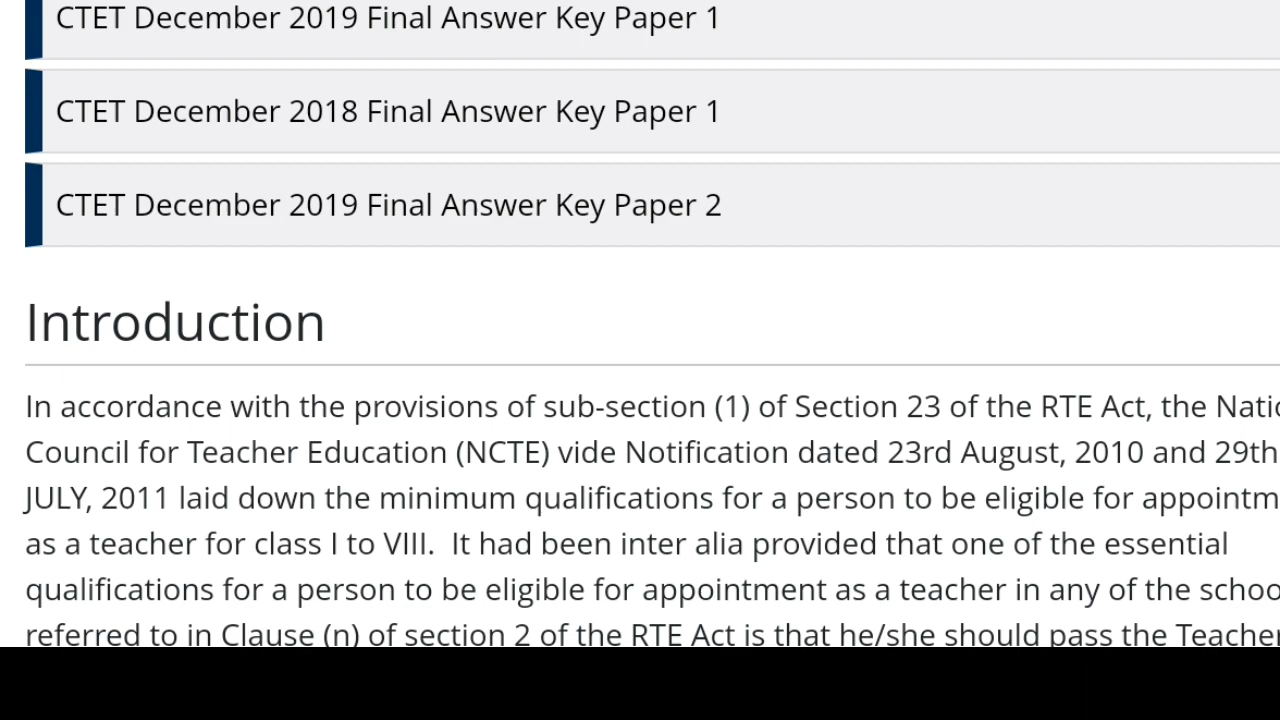 CTET December 2019 Final Answer Key Paper 1
CTET December 2018 Final Answer Key Paper 1
CTET December 2019 Final Answer Key Paper 2
Introduction
In accordance with the provisions of sub-section (1) of Section 23 of the RTE Act, the
Council for Teacher Education (NCTE) vide Notification dated 23rd August, 2010 and 29th
JULY, 2011 laid down the minimum qualifications for a person to be eligible for
as a teacher for class I to VIII. It had been inter alia provided that one of the essential
qualifications for a person to be eligible for appointment as a teacher in any of the
referred to in Clause (n) of section 2 of the RTE Act is that he/she should pass the Teacher